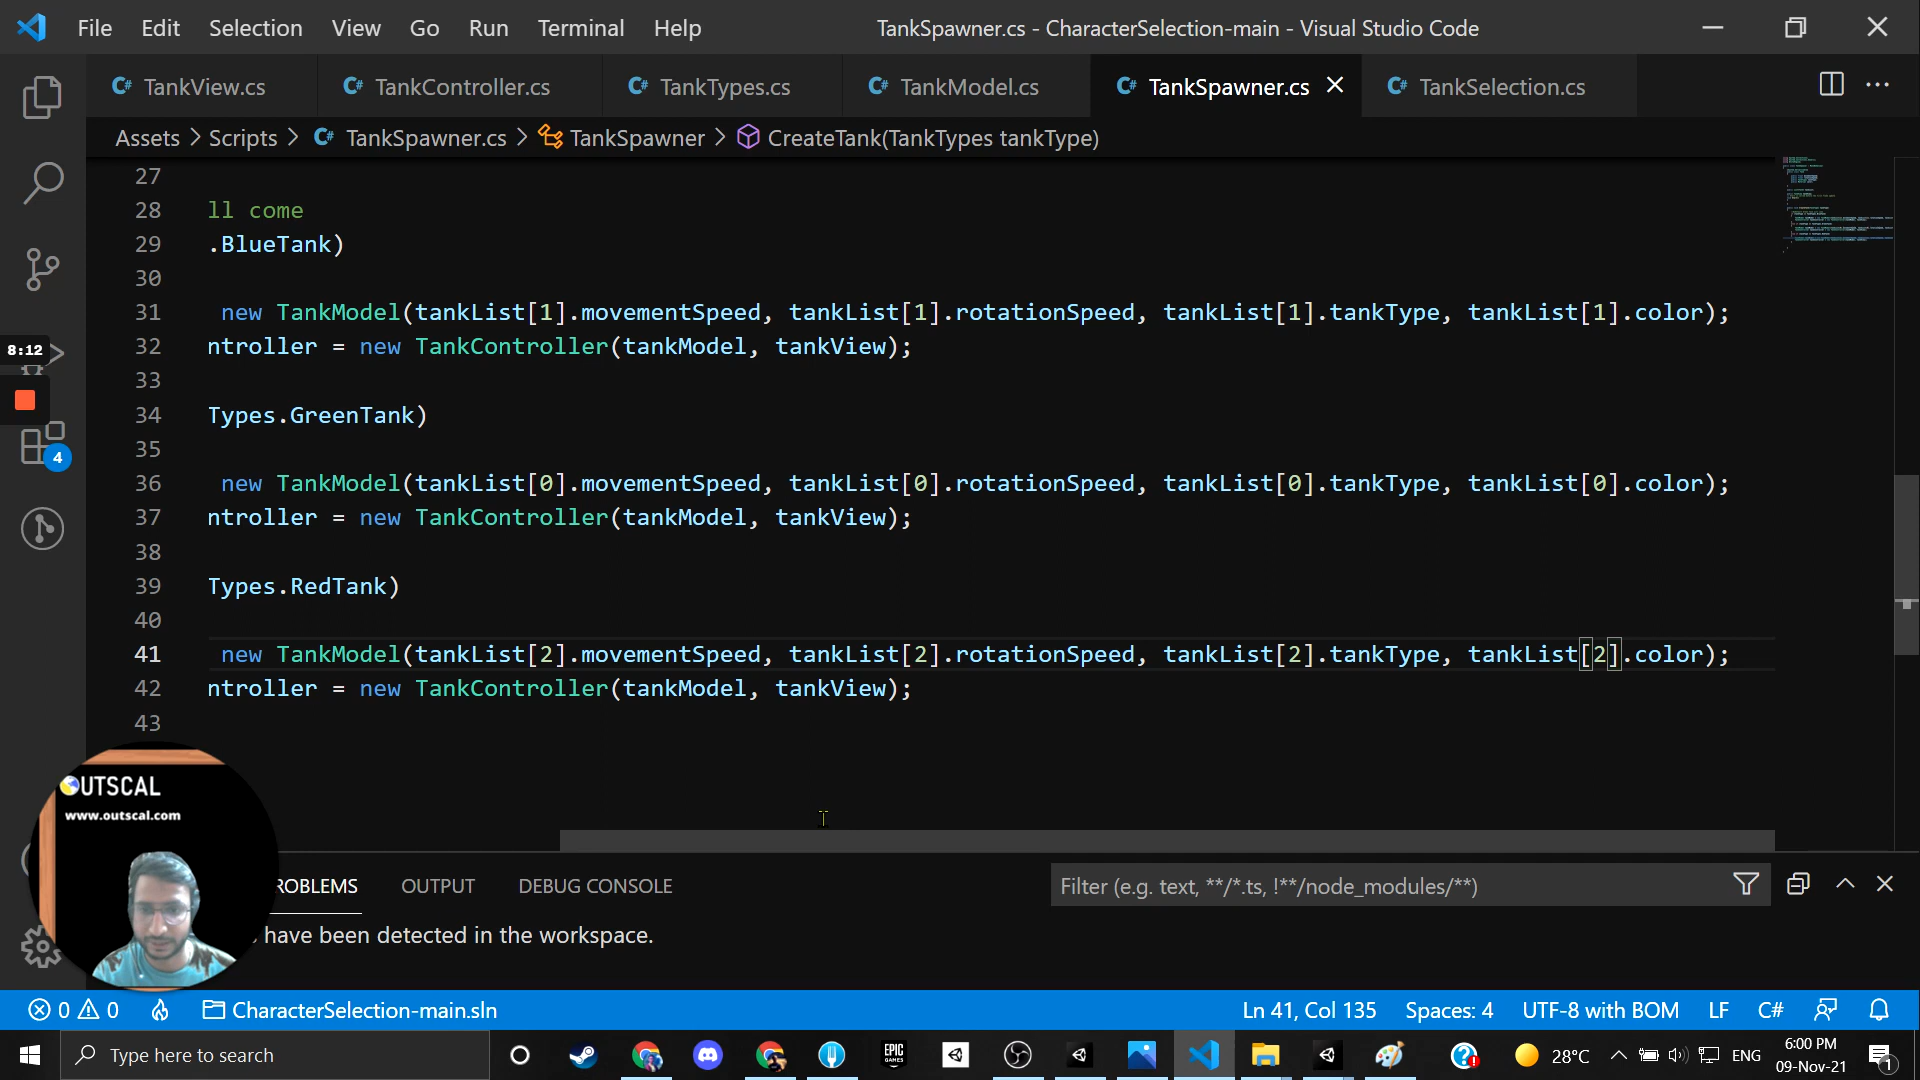 File Edit Selection View Go Run Terminal Help
TankSpawner.cs - CharacterSelection-main - Visual Studio Code
TankView.cs TankController.cs TankTypes.cs TankModel.cs TankSpawner.cs TankSelection.cs
Assets > Scripts > TankSpawner.cs > TankSpawner > CreateTank(TankTypes tankType)
27
28 ll come
29 .BlueTank)
30
31 new TankModel(tankList[1].movementSpeed, tankList[1].rotationSpeed, tankList[1].tankType, tankList[1].color);
32 ntroller = new TankController(tankModel, tankView);
33
34 Types.GreenTank)
35
36 new TankModel(tankList[0].movementSpeed, tankList[0].rotationSpeed, tankList[0].tankType, tankList[0].color);
37 ntroller = new TankController(tankModel, tankView);
38
39 Types.RedTank)
40
41 new TankModel(tankList[2].movementSpeed, tankList[2].rotationSpeed, tankList[2].tankType, tankList[2].color);
42 ntroller = new TankController(tankModel, tankView);
43
8:12
4
OUTSCAL
www.outscal.com
ROBLEMS OUTPUT DEBUG CONSOLE
Filter (e.g. text, **/*.ts, !**/node_modules/**)
have been detected in the workspace.
0 0 CharacterSelection-main.sln
Ln 41, Col 135 Spaces: 4 UTF-8 with BOM LF C#
Type here to search
EPIC GAMES
28°C ENG
6:00 PM
09-Nov-21
1